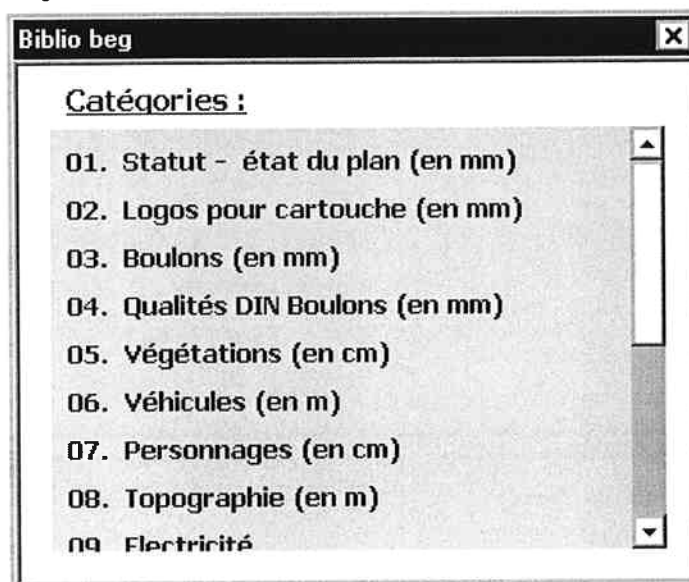 Biblio beg
Catégories :
01. Statut - état du plan (en mm)
02. Logos pour cartouche (en mm)
03. Boulons (en mm)
04. Qualités DIN Boulons (en mm)
05. Végétations (en cm)
06. Véhicules (en m)
07. Personnages (en cm)
08. Topographie (en m)
09 Electricité